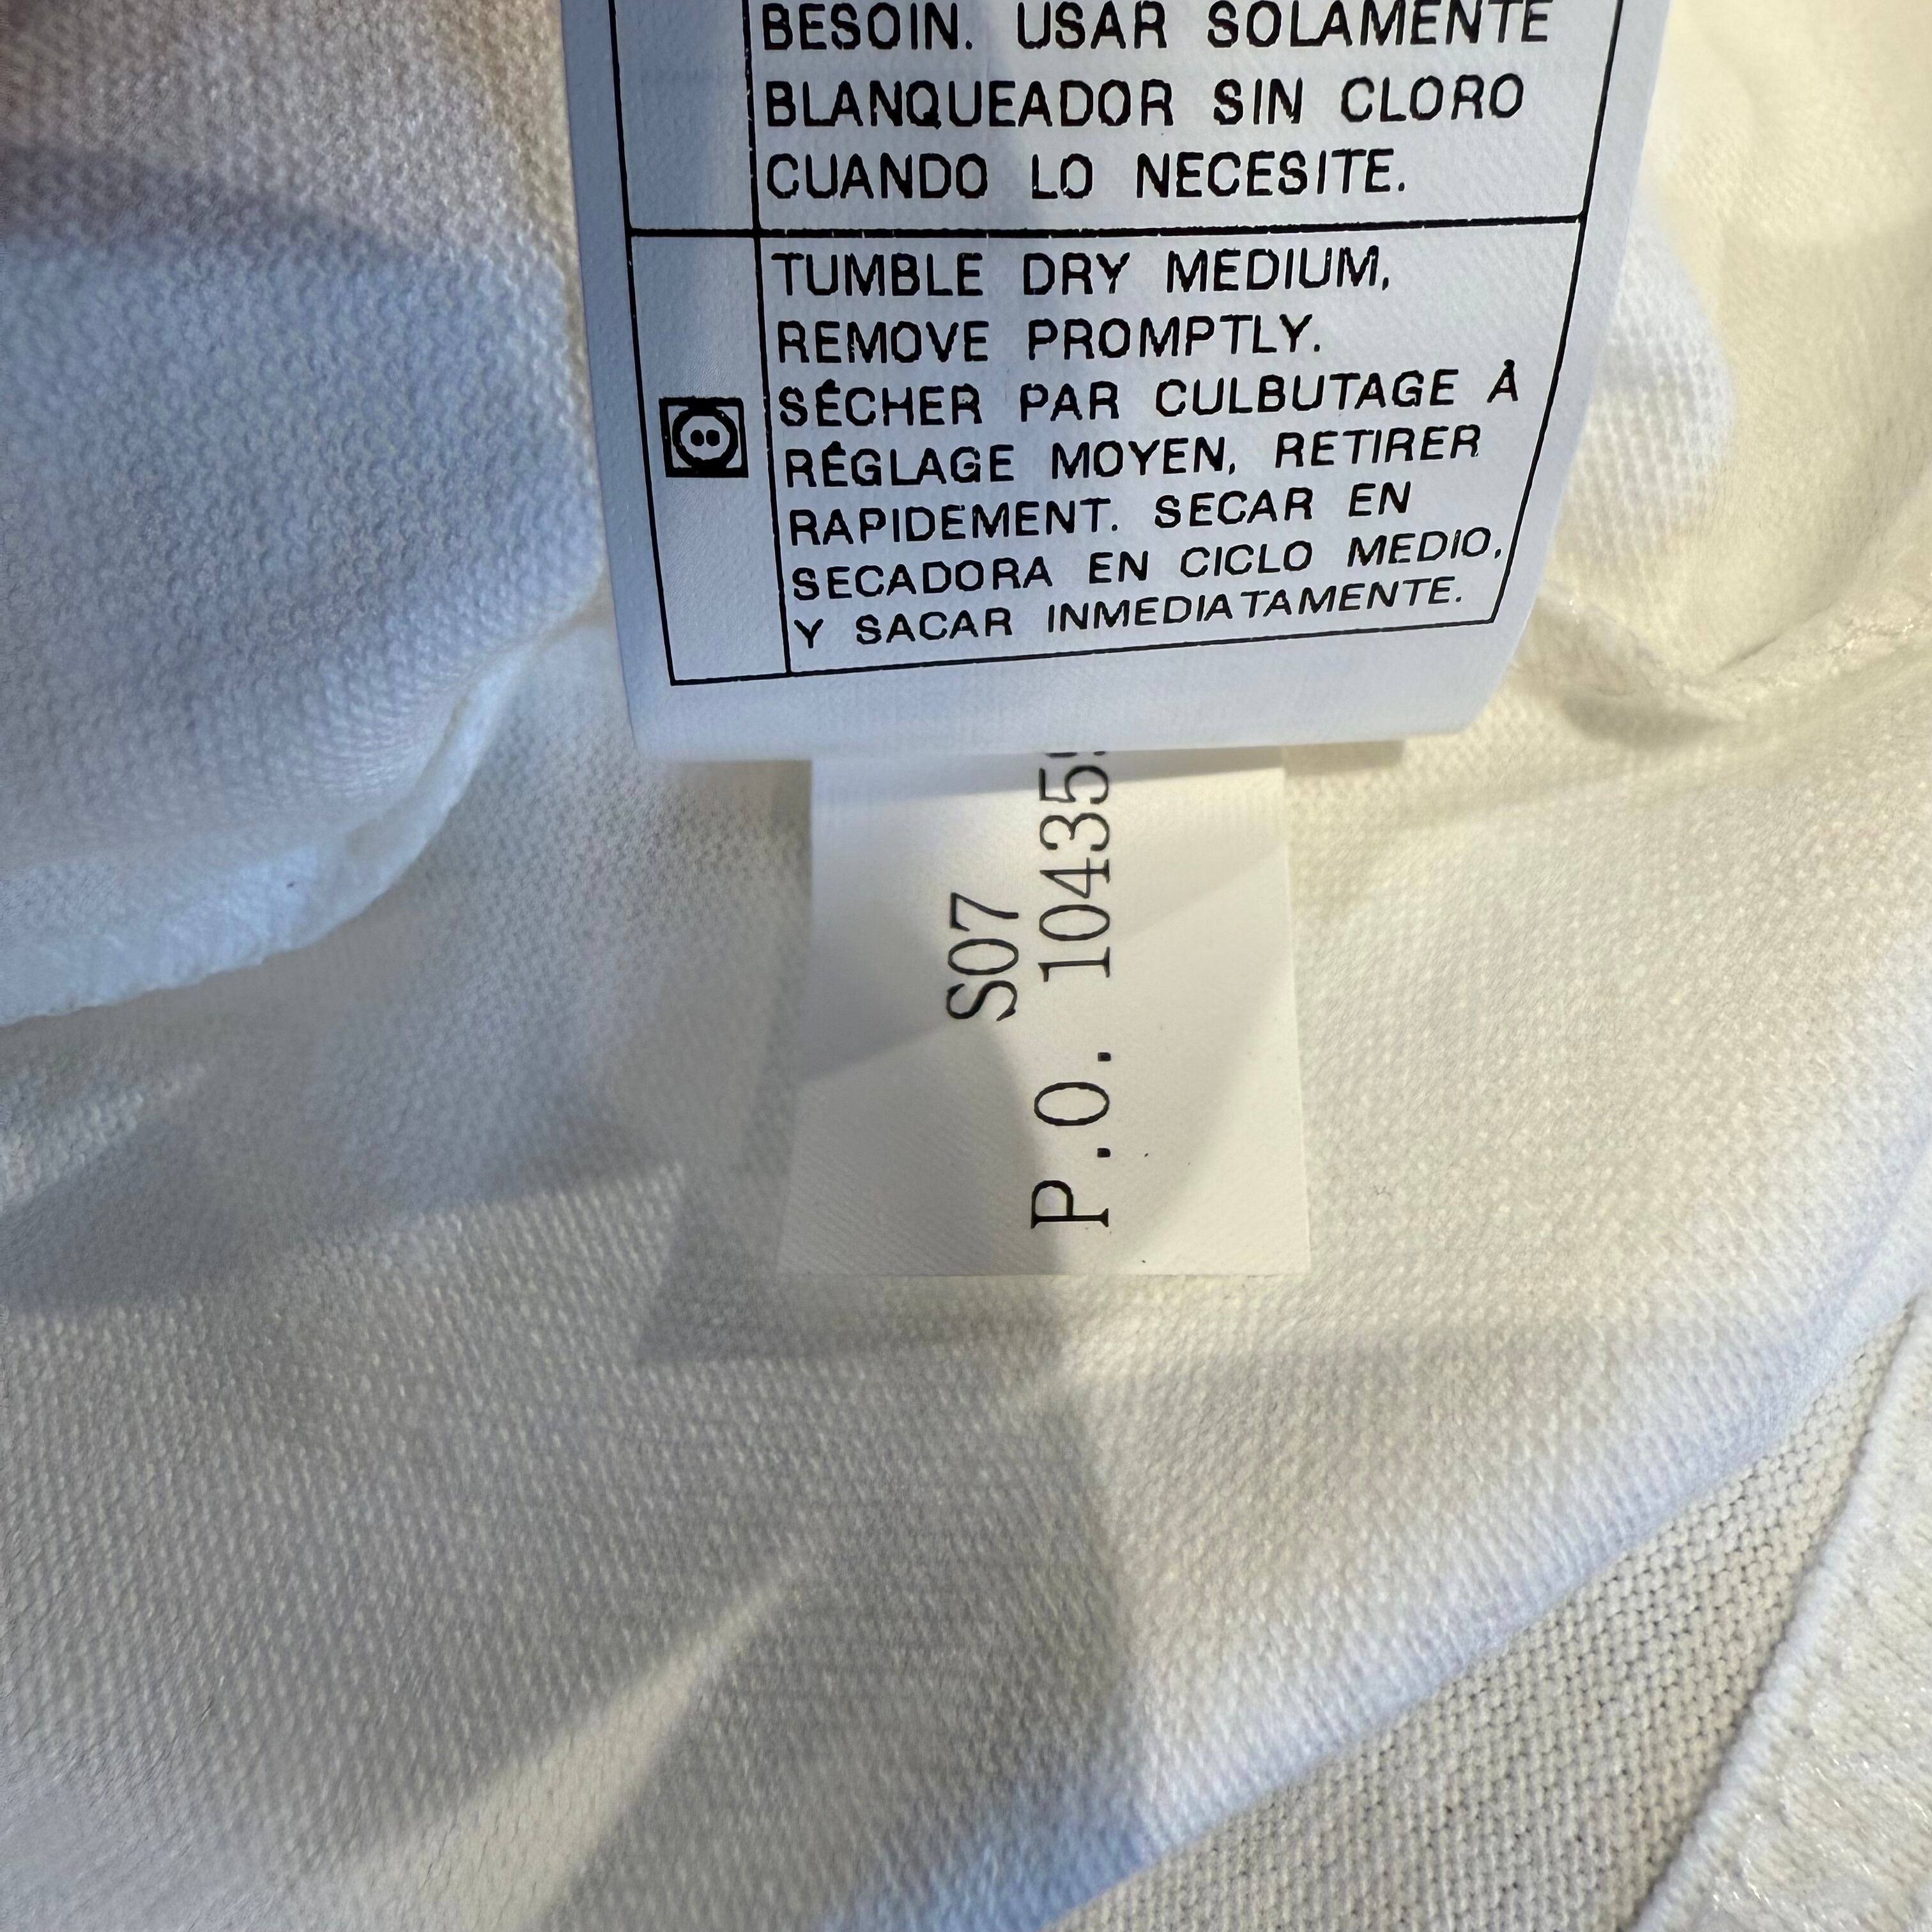 BESOIN. USAR SOLAMENTE
BLANQUEADOR SIN CLORO
CUANDO LO NECESITE.
TUMBLE DRY MEDIUM,
REMOVE PROMPTLY.
SÉCHER PAR CULBUTAGE À
RÉGLAGE MOYEN, RETIRER
RAPIDEMENT. SECAR EN
SECADORA EN CICLO MEDIO,
Y SACAR INMEDIATAMENTE.
S07
P.O.